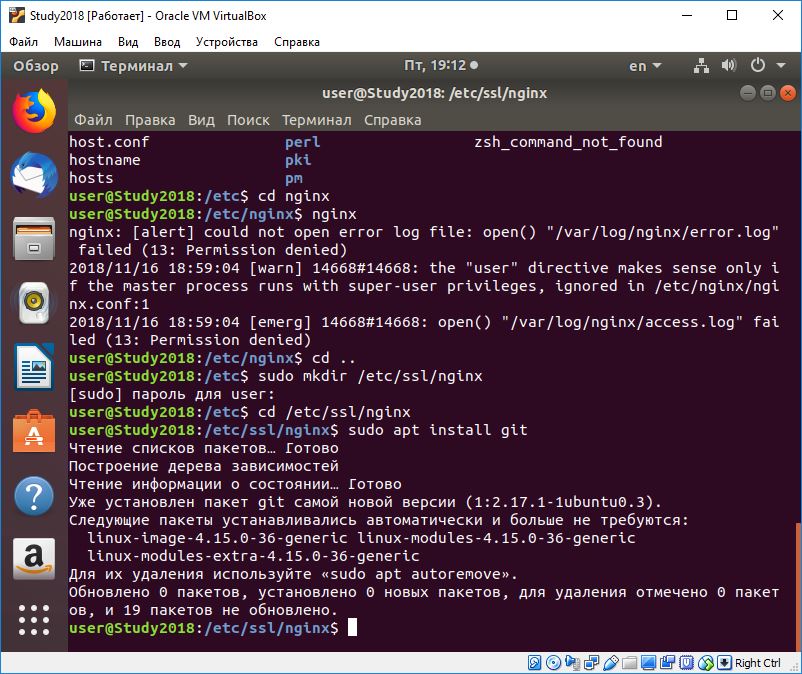 Study2018 [Работает] - Oracle VM VirtualBox
Файл Машина Вид Ввод Устройства Справка
Обзор Терминал Пт, 19:12 en
user@Study2018: /etc/ssl/nginx
Файл Правка Вид Поиск Терминал Справка
host.conf perl zsh_command_not_found
hostname pki
hosts pm
user@Study2018:/etc$ cd nginx
user@Study2018:/etc/nginx$ nginx
nginx: [alert] could not open error log file: open() "/var/log/nginx/error.log"
failed (13: Permission denied)
2018/11/16 18:59:04 [warn] 14668#14668: the "user" directive makes sense only i
f the master process runs with super-user privileges, ignored in /etc/nginx/ngi
nx.conf:1
2018/11/16 18:59:04 [emerg] 14668#14668: open() "/var/log/nginx/access.log" fai
led (13: Permission denied)
user@Study2018:/etc/nginx$ cd ..
user@Study2018:/etc$ sudo mkdir /etc/ssl/nginx
[sudo] пароль для user:
user@Study2018:/etc$ cd /etc/ssl/nginx
user@Study2018:/etc/ssl/nginx$ sudo apt install git
Чтение списков пакетов… Готово
Построение дерева зависимостей
Чтение информации о состоянии… Готово
Уже установлен пакет git самой новой версии (1:2.17.1-1ubuntu0.3).
Следующие пакеты устанавливались автоматически и больше не требуются:
linux-image-4.15.0-36-generic linux-modules-4.15.0-36-generic
linux-modules-extra-4.15.0-36-generic
Для их удаления используйте «sudo apt autoremove».
Обновлено 0 пакетов, установлено 0 новых пакетов, для удаления отмечено 0 пакет
ов, и 19 пакетов не обновлено.
user@Study2018:/etc/ssl/nginx$
Right Ctrl